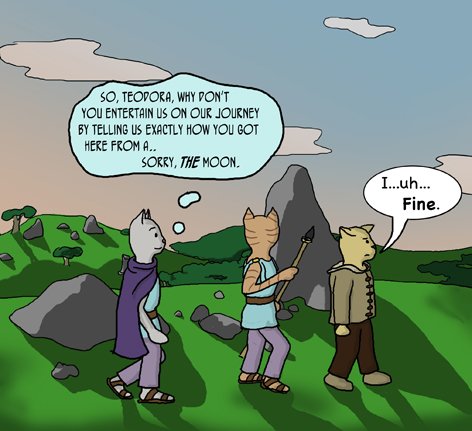 SO, TEODORA, WHY DON'T
YOU ENTERTAIN US ON OUR JOURNEY
BY TELLING US EXACTLY HOW YOU GOT
HERE FROM A..
SORRY, THE MOON.
I...uh...
Fine.